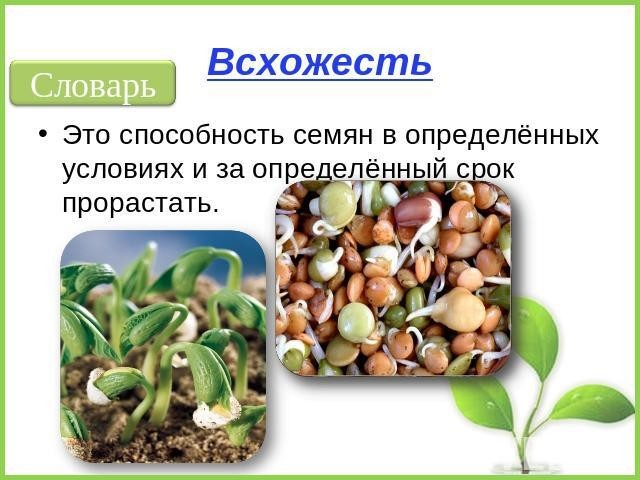 Всхожесть
Словарь
• Это способность семян в определённых
условиях и за определённый срок
прорастать.